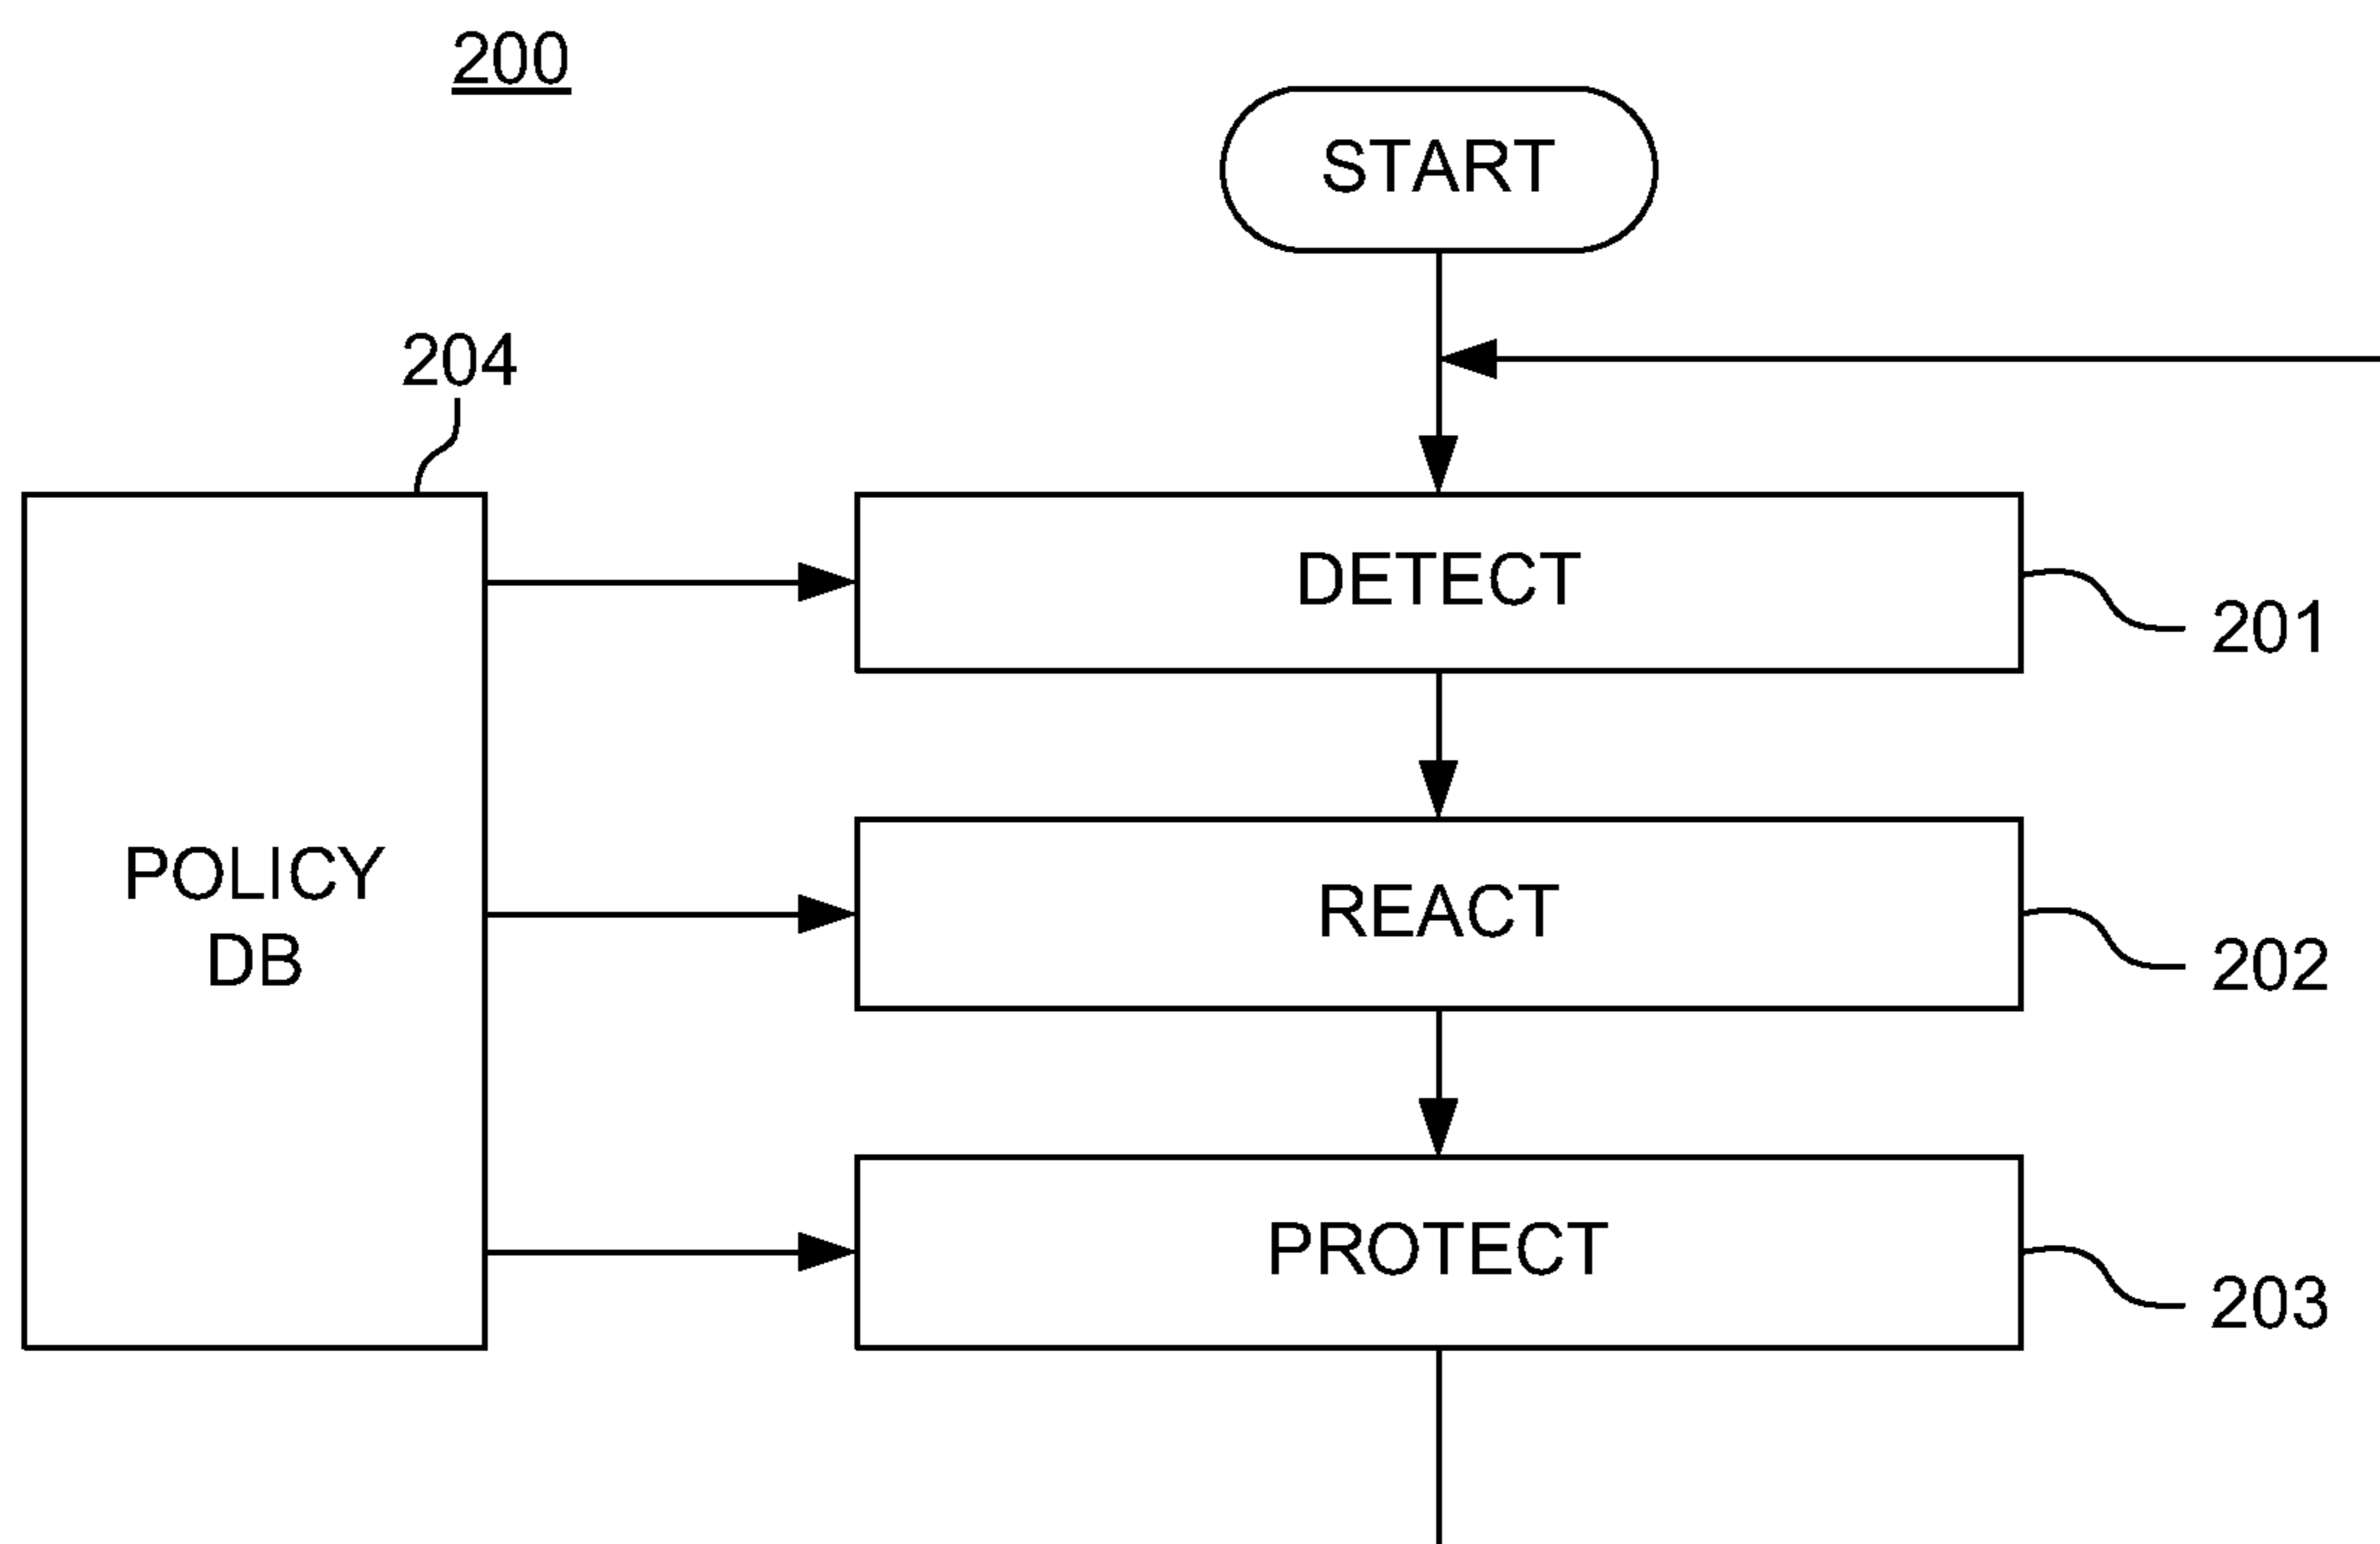 200
START
204
DETECT
201
POLICY
DB
REACT
202
PROTECT
203